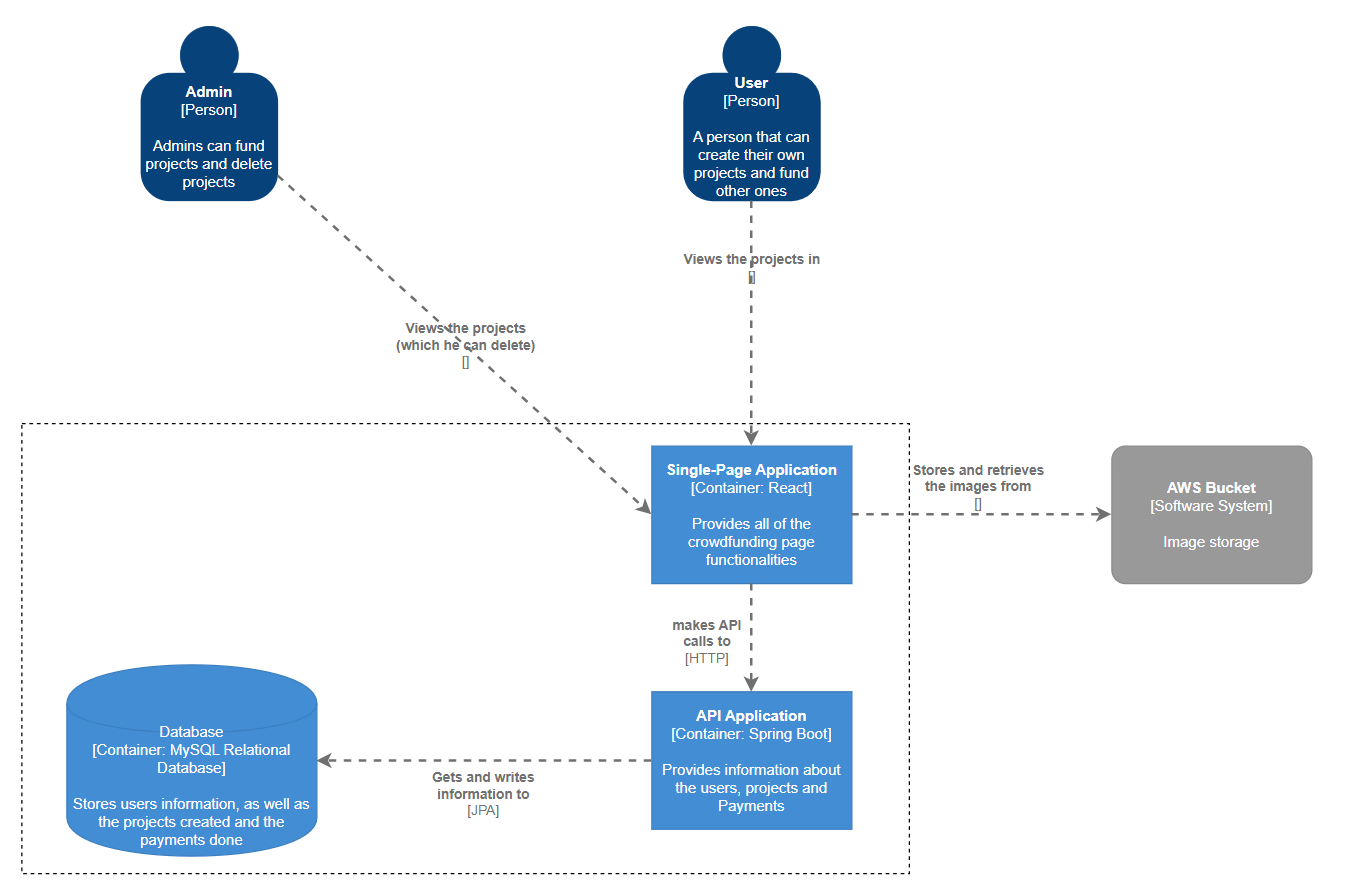 Admin
[Person]
Admins can fund
projects and delete
projects
User
[Person]
A person that can
create their own
projects and fund
other ones
Views the projects in
[]
Views the projects
(which he can delete)
[]
Single-Page Application
[Container: React]
Provides all of the
crowdfunding page
functionalities
Stores and retrieves
the images from
[]
AWS Bucket
[Software System]
Image storage
makes API
calls to
[HTTP]
API Application
[Container: Spring Boot]
Provides information about
the users, projects and
Payments
Gets and writes
information to
[JPA]
Database
[Container: MySQL Relational
Database]
Stores users information, as well as
the projects created and the
payments done